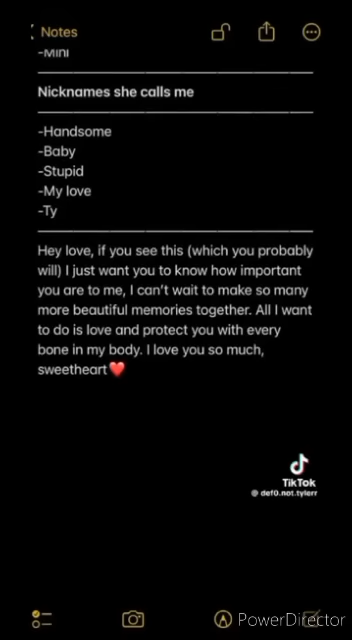 Notes
-Mini
Nicknames she calls me
-Handsome
-Baby
-Stupid
-My love
-Ty
Hey love, if you see this (which you probably
will) I just want you to know how important
you are to me, I can't wait to make so many
more beautiful memories together. All I want
to do is love and protect you with every
bone in my body. I love you so much,
sweetheart❤️
TikTok
def0.not.tylerr
PowerDirector